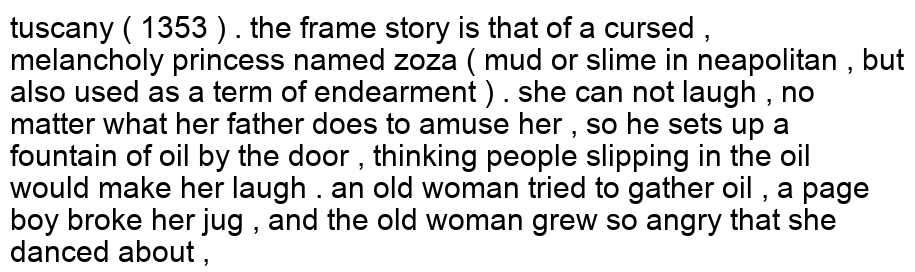 tuscany ( 1353 ) . the frame story is that of a cursed ,
melancholy princess named zoza ( mud or slime in neapolitan , but
also used as a term of endearment ) . she can not laugh , no
matter what her father does to amuse her , so he sets up a
fountain of oil by the door , thinking people slipping in the oil
would make her laugh . an old woman tried to gather oil , a page
boy broke her jug , and the old woman grew so angry that she
danced about ,